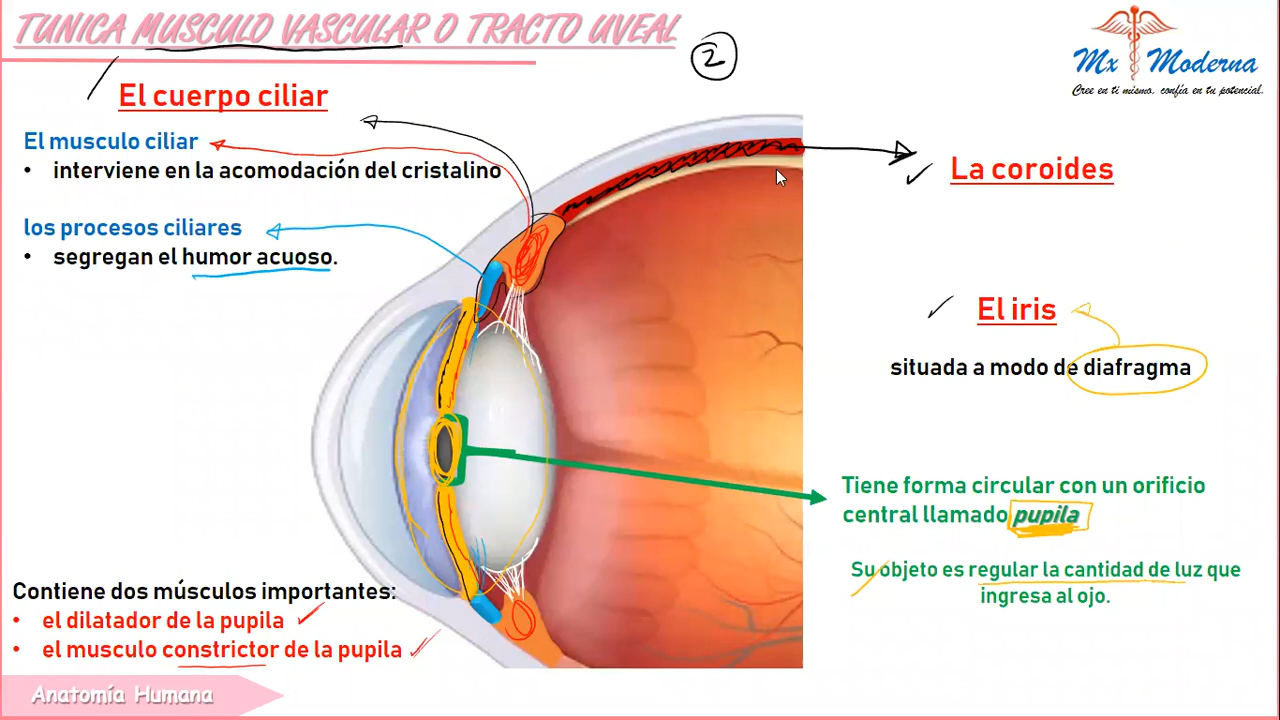 TUNICA MUSCULO VASCULAR O TRACTO UVEAL
2
Mx Moderna
Cree en ti mismo, confía en tu potencial.
El cuerpo ciliar
El musculo ciliar
• interviene en la acomodación del cristalino
los procesos ciliares
• segregan el humor acuoso.
La coroides
El iris
situada a modo de diafragma
Tiene forma circular con un orificio
central llamado pupila
Su objeto es regular la cantidad de luz que
ingresa al ojo.
Contiene dos músculos importantes:
• el dilatador de la pupila
• el musculo constrictor de la pupila
Anatomía Humana